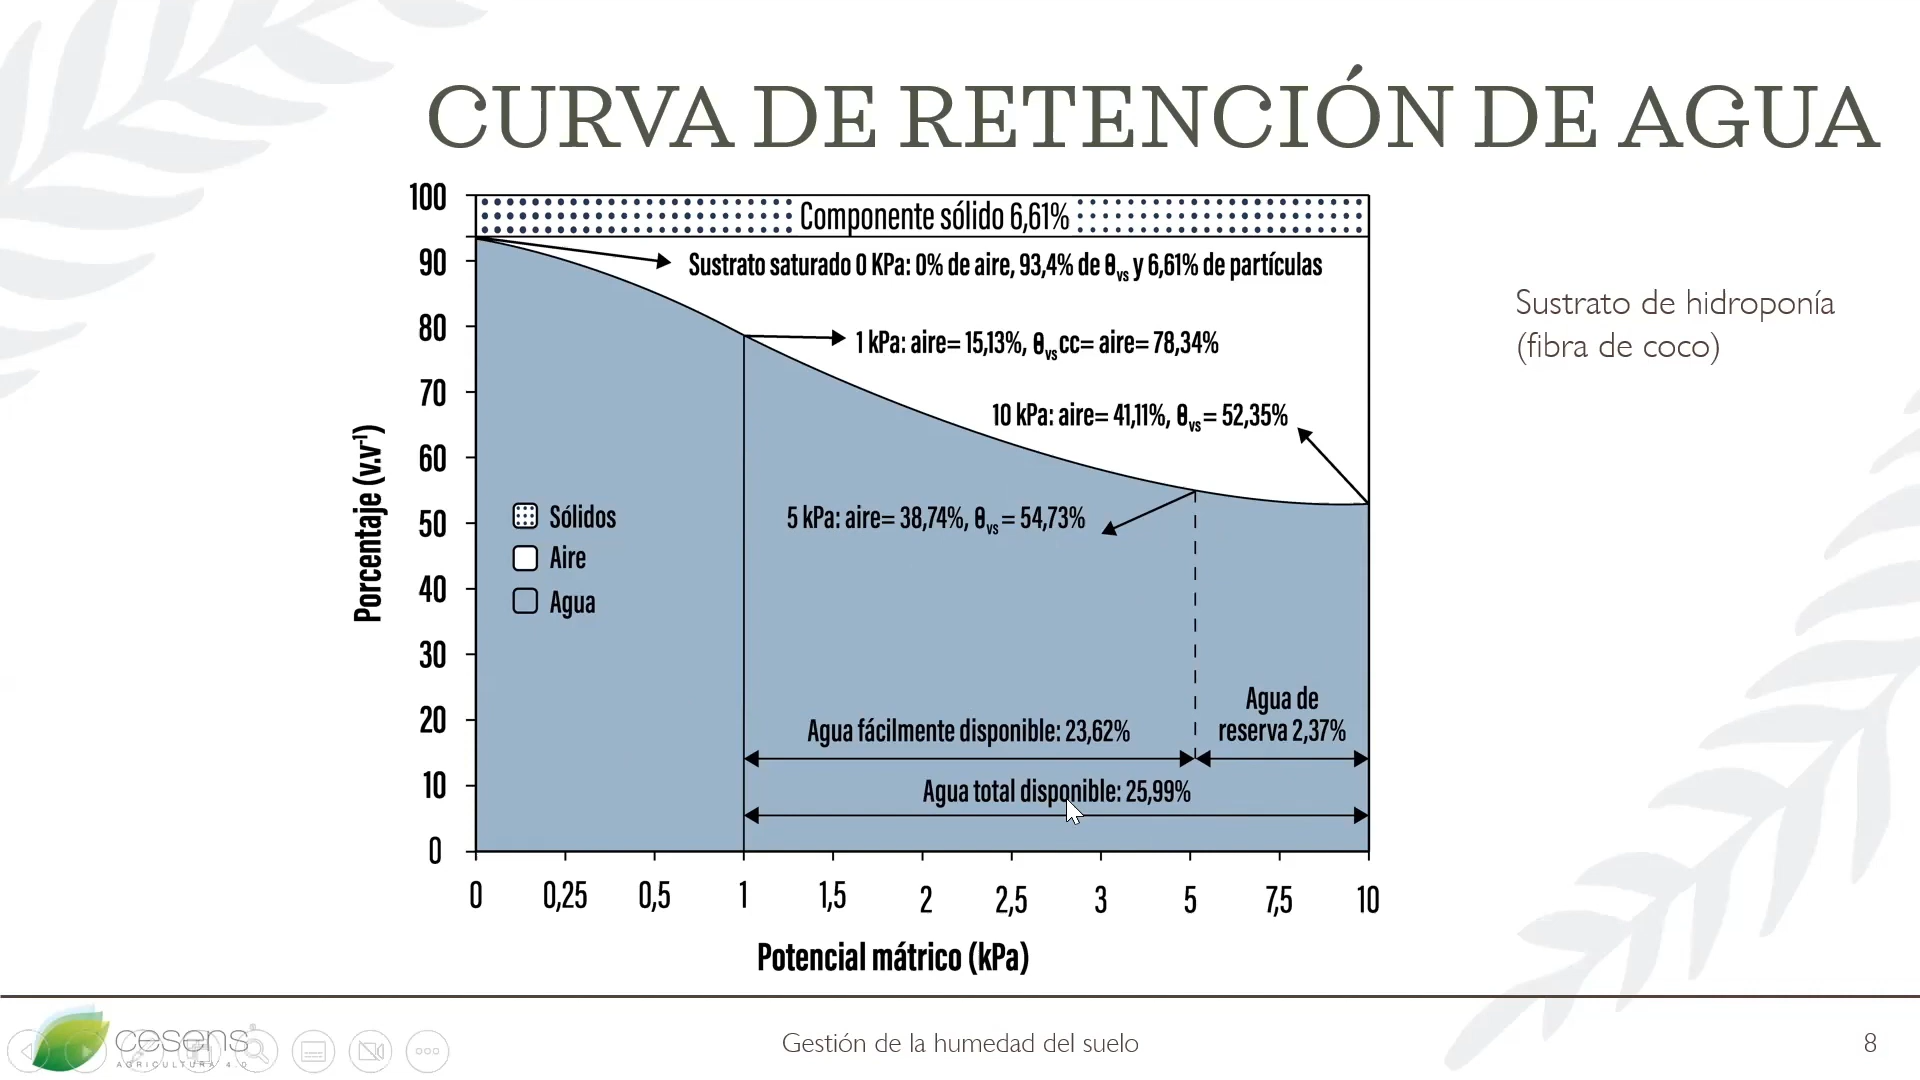 CURVA DE RETENCIÓN DE AGUA
Componente sólido 6,61%
Sustrato saturado 0 KPa: 0% de aire, 93,4% de θvs y 6,61% de partículas
1 kPa: aire= 15,13%, θvscc= aire= 78,34%
10 kPa: aire= 41,11%, θvs= 52,35%
5 kPa: aire= 38,74%, θvs= 54,73%
Sustrato de hidroponía
(fibra de coco)
Sólidos
Aire
Agua
Agua fácilmente disponible: 23,62%
Agua de
reserva 2,37%
Agua total disponible: 25,99%
Porcentaje (v.v⁻¹)
100
90
80
70
60
50
40
30
20
10
0
0 0,25 0,5 1 1,5 2 2,5 3 5 7,5 10
Potencial mátrico (kPa)
cesens
AGRICULTURA 4.0
Gestión de la humedad del suelo
8